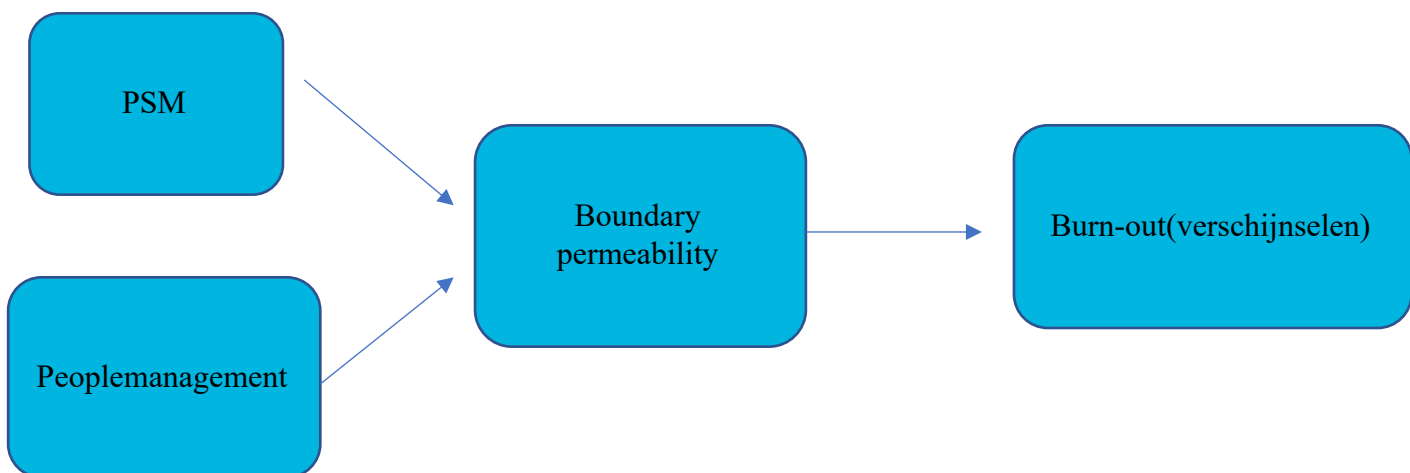 PSM
Peoplemanagement
Boundary
permeability
Burn-out(verschijnselen)